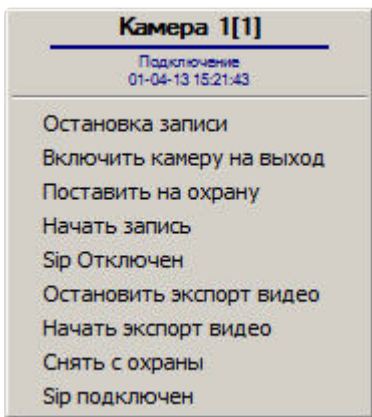 Камера 1[1]
Подключение
01-04-13 15:21:43
Остановка записи
Включить камеру на выход
Поставить на охрану
Начать запись
Sip Отключен
Остановить экспорт видео
Начать экспорт видео
Снять с охраны
Sip подключен